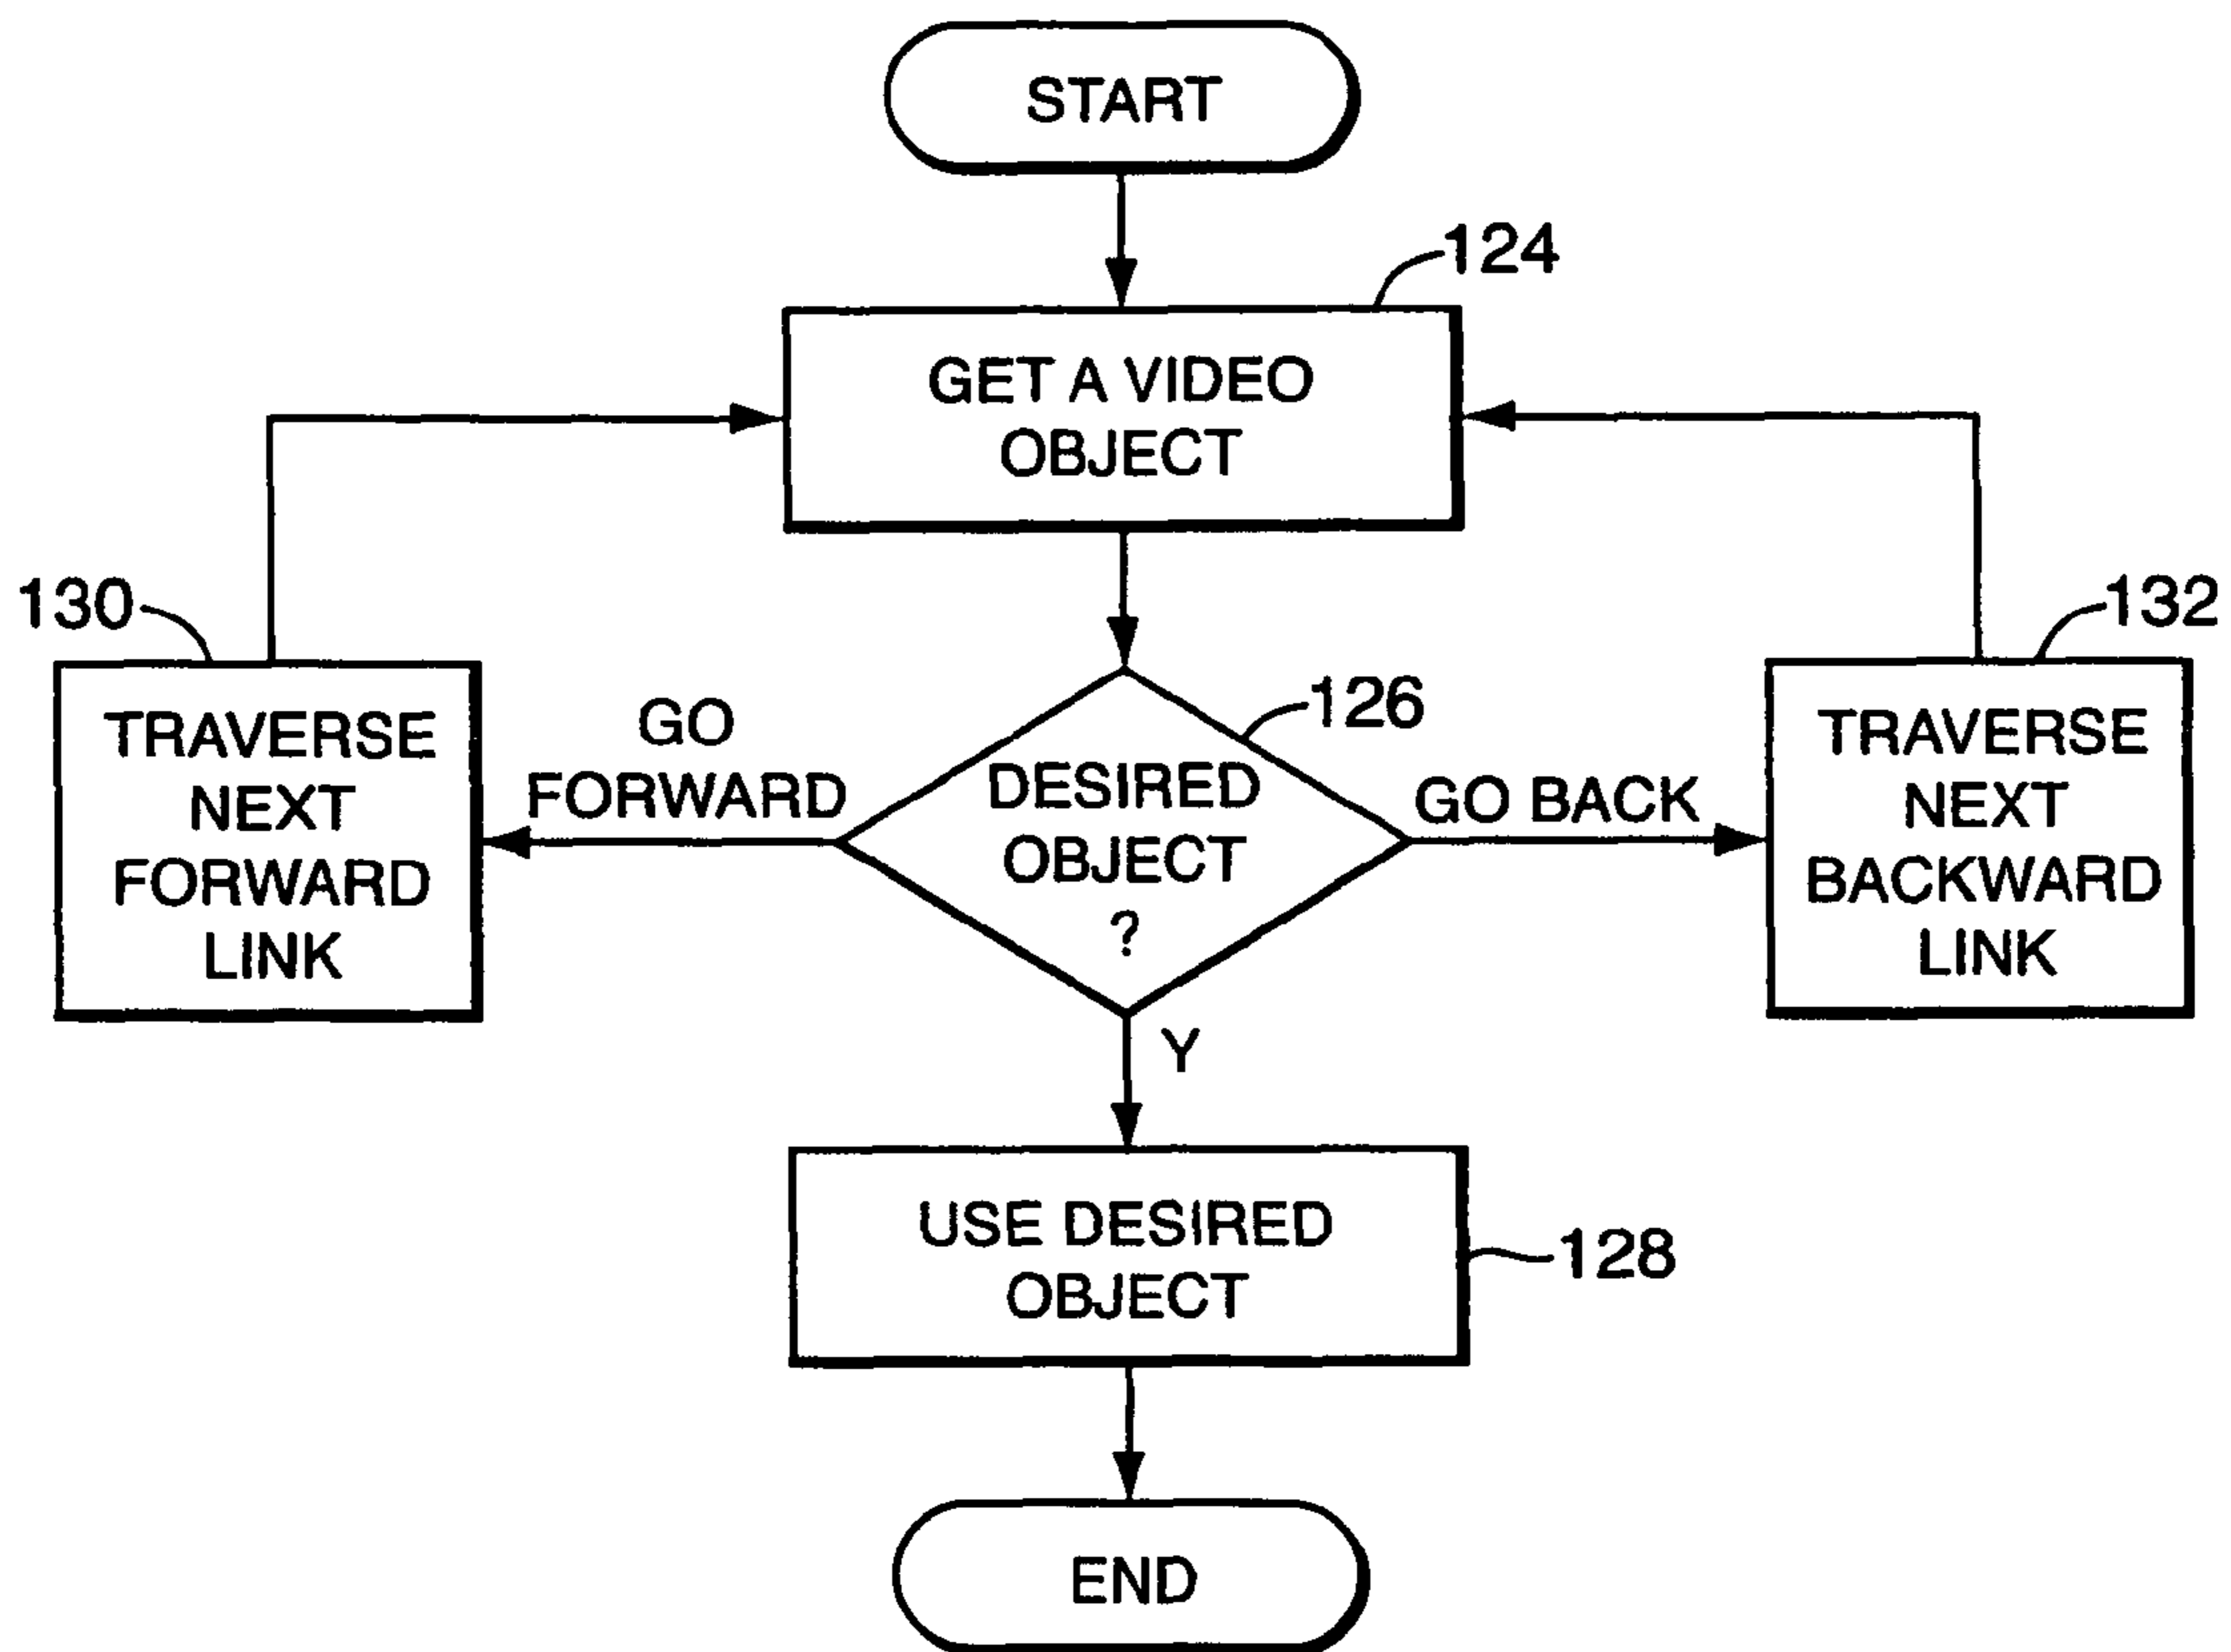 START
124
GET A VIDEO
OBJECT
130
132
126
TRAVERSE
NEXT
FORWARD
LINK
GO
FORWARD
DESIRED
OBJECT
?
GO BACK
TRAVERSE
NEXT
BACKWARD
LINK
Y
USE DESIRED
OBJECT
128
END